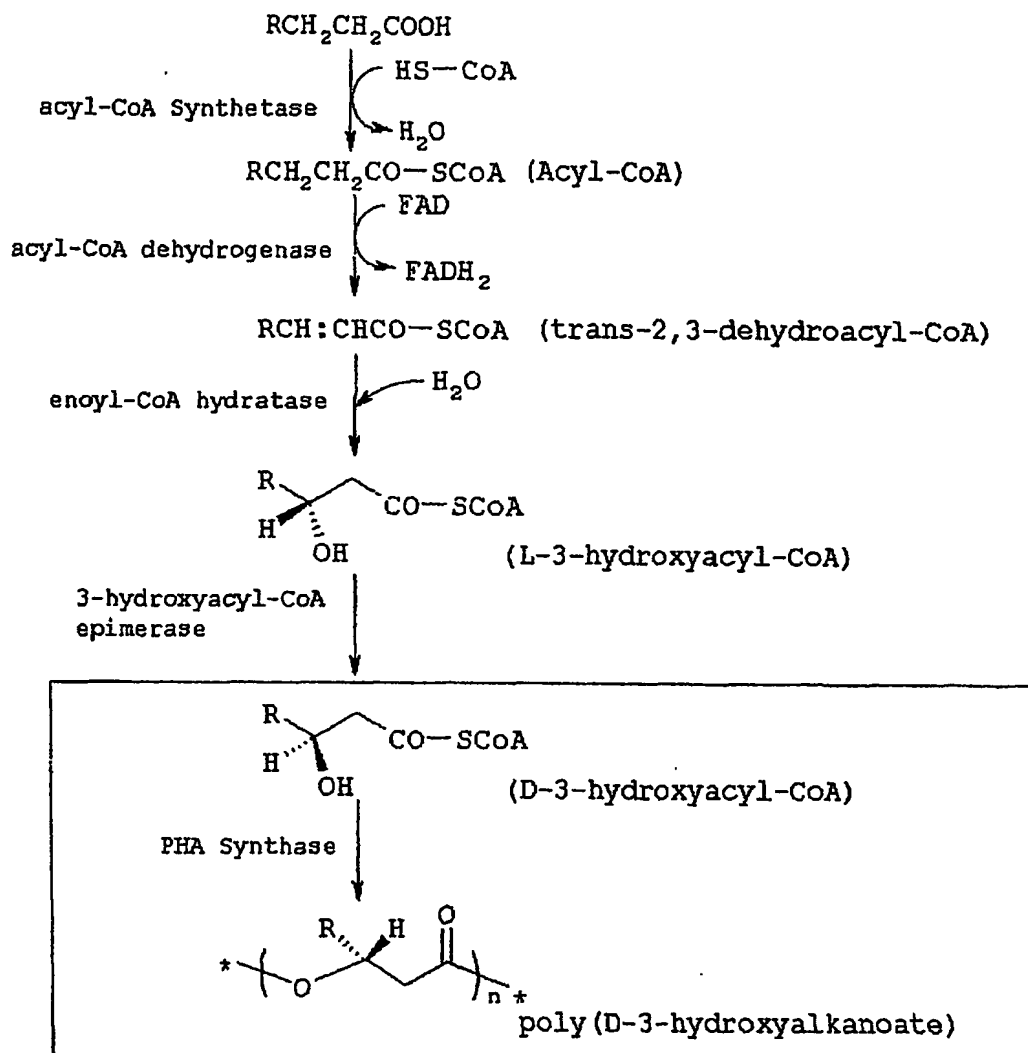 RCH₂CH₂COOH
HS—CoA
acyl-CoA Synthetase
H₂O
RCH₂CH₂CO—SCoA (Acyl-CoA)
FAD
acyl-CoA dehydrogenase
FADH₂
RCH:CHCO—SCoA (trans-2,3-dehydroacyl-CoA)
H₂O
enoyl-CoA hydratase
R
CO—SCoA
H
OH
(L-3-hydroxyacyl-CoA)
3-hydroxyacyl-CoA
epimerase
R
CO—SCoA
H
OH
(D-3-hydroxyacyl-CoA)
PHA Synthase
R H O
* ( O ) n *
poly(D-3-hydroxyalkanoate)